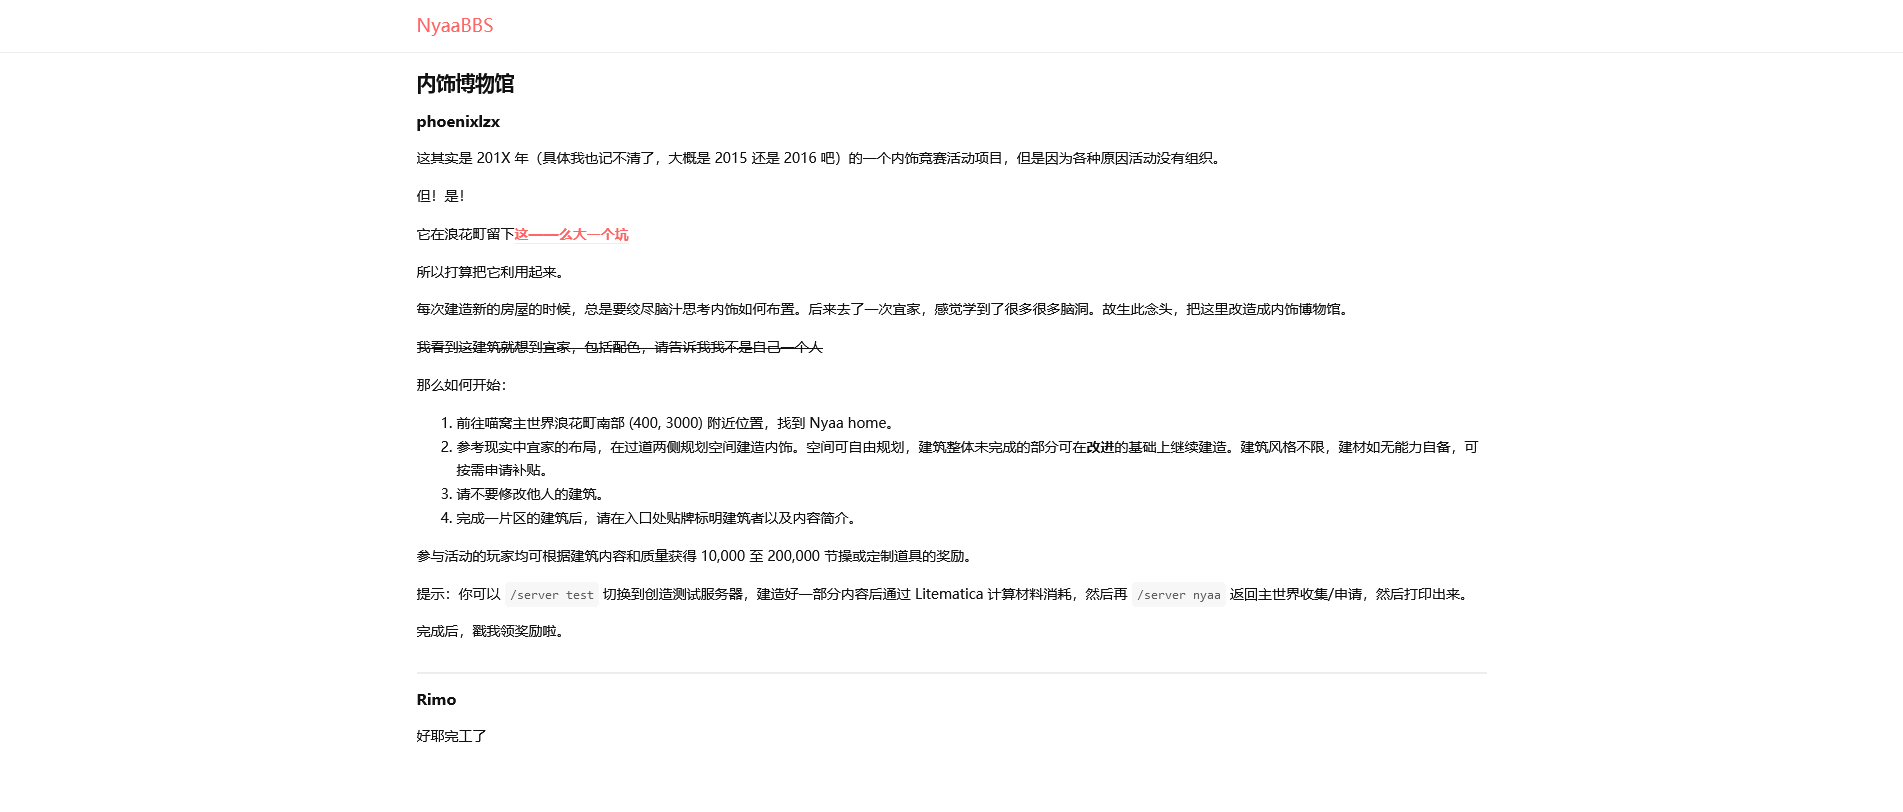 NyaaBBS
内饰博物馆
phoenixlzx
这其实是 201X 年（具体我也记不清了，大概是 2015 还是 2016 吧）的一个内饰竞赛活动项目，但是因为各种原因活动没有组织。
但！是！
它在浪花町留下这——么大一个坑
所以打算把它利用起来。
每次建造新的房屋的时候，总是要绞尽脑汁思考内饰如何布置。后来去了一次宜家，感觉学到了很多很多脑洞。故生此念头，把这里改造成内饰博物馆。
我看到这建筑就想到宜家，包括配色，请告诉我我不是自己一个人
那么如何开始：
1. 前往喵窝主世界浪花町南部 (400, 3000) 附近位置，找到 Nyaa home。
2. 参考现实中宜家的布局，在过道两侧规划空间建造内饰。空间可自由规划，建筑整体未完成的部分可在改进的基础上继续建造。建筑风格不限，建材如无能力自备，可
按需申请补贴。
3. 请不要修改他人的建筑。
4. 完成一片区的建筑后，请在入口处贴牌标明建筑者以及内容简介。
参与活动的玩家均可根据建筑内容和质量获得 10,000 至 200,000 节操或定制道具的奖励。
提示：你可以 /server test 切换到创造测试服务器，建造好一部分内容后通过 Litematica 计算材料消耗，然后再 /server nyaa 返回主世界收集/申请，然后打印出来。
完成后，戳我领奖励啦。
Rimo
好耶完工了